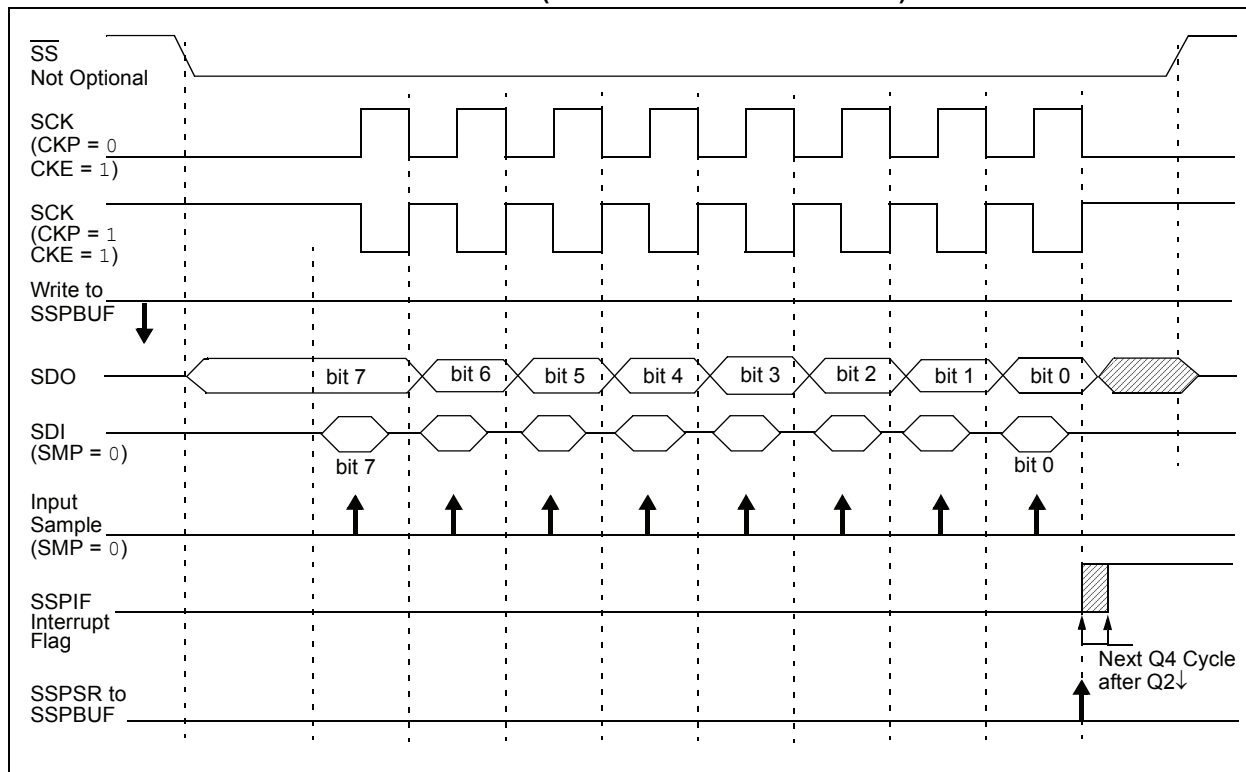 SS
Not Optional
SCK
(CKP = 0
CKE = 1)
SCK
(CKP = 1
CKE = 1)
Write to
SSPBUF
SDO
bit 7 bit 6 bit 5 bit 4 bit 3 bit 2 bit 1 bit 0
SDI
(SMP = 0)
bit 7 bit 0
Input
Sample
(SMP = 0)
SSPIF
Interrupt
Flag
Next Q4 Cycle
after Q2↓
SSPSR to
SSPBUF